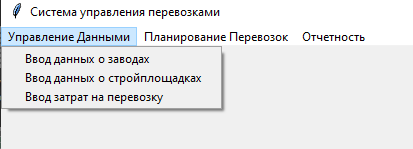 Система управления перевозками
Управление Данными Планирование Перевозок Отчетность
Ввод данных о заводах
Ввод данных о стройплощадках
Ввод затрат на перевозку